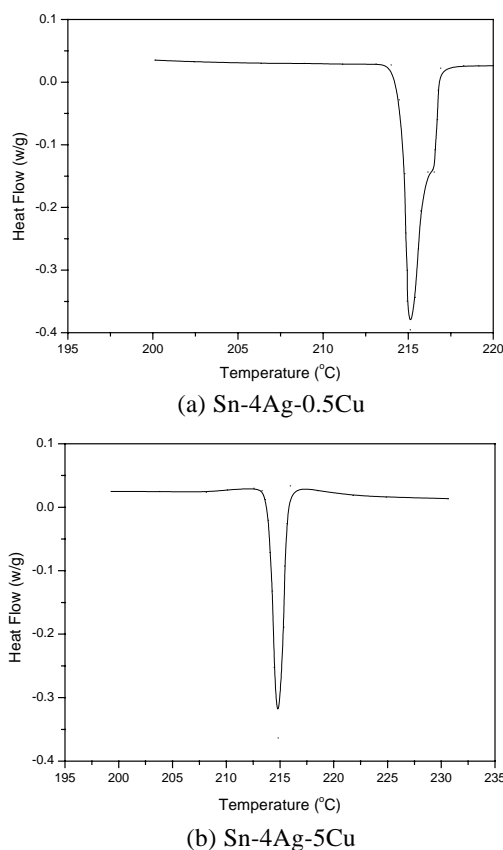 0.1
0.0
-0.1
-0.2
-0.3
-0.4
Heat Flow (w/g)
195 200 205 210 215 220
Temperature (°C)
(a) Sn-4Ag-0.5Cu
0.1
0.0
-0.1
-0.2
-0.3
-0.4
Heat Flow (w/g)
195 200 205 210 215 220 225 230 235
Temperature (°C)
(b) Sn-4Ag-5Cu